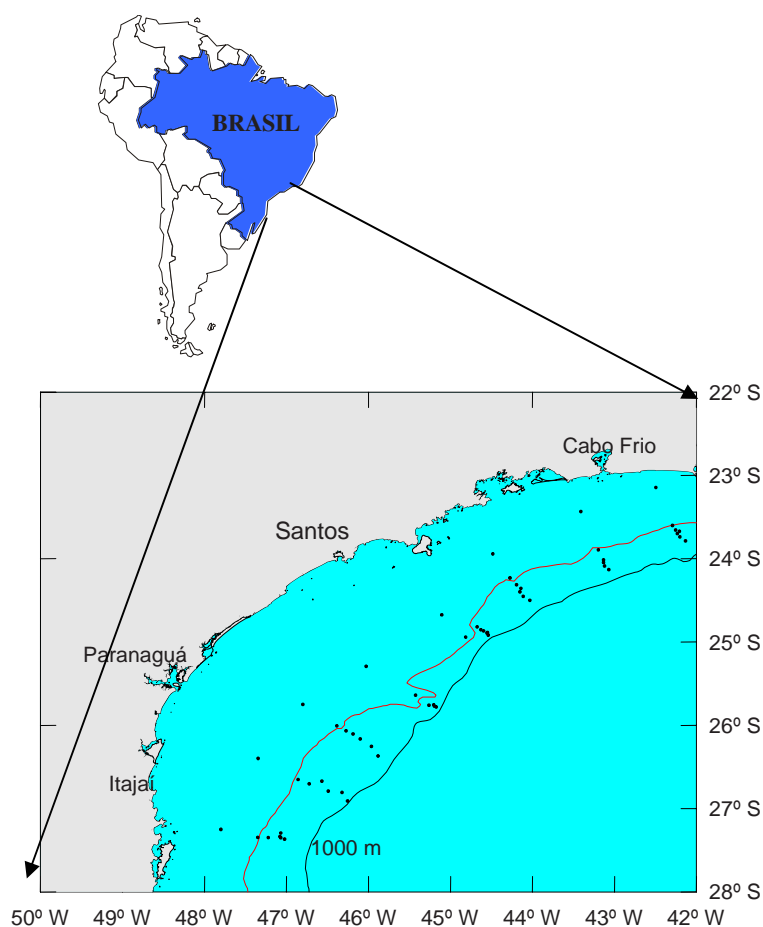 BRASIL
22º S
Cabo Frio
23º S
Santos
24º S
25º S
Paranaguá
26º S
Itajaí
27º S
1000 m
28º S
50º W 49º W 48º W 47º W 46º W 45º W 44º W 43º W 42º W